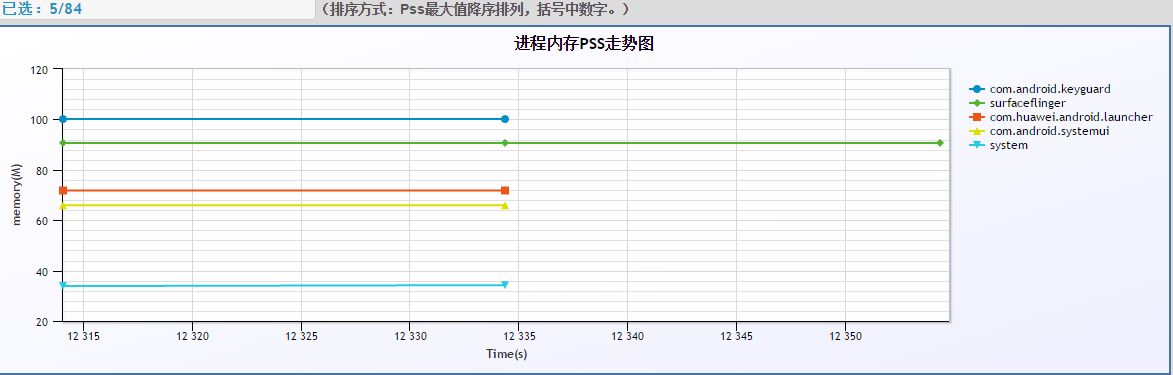 已选：5/84 （排序方式：Pss最大值降序排列，括号中数字。）
进程内存PSS走势图
120
100
80
60
40
20
memory(M)
12 315 12 320 12 325 12 330 12 335 12 340 12 345 12 350
Time(s)
com.android.keyguard
surfaceflinger
com.huawei.android.launcher
com.android.systemui
system